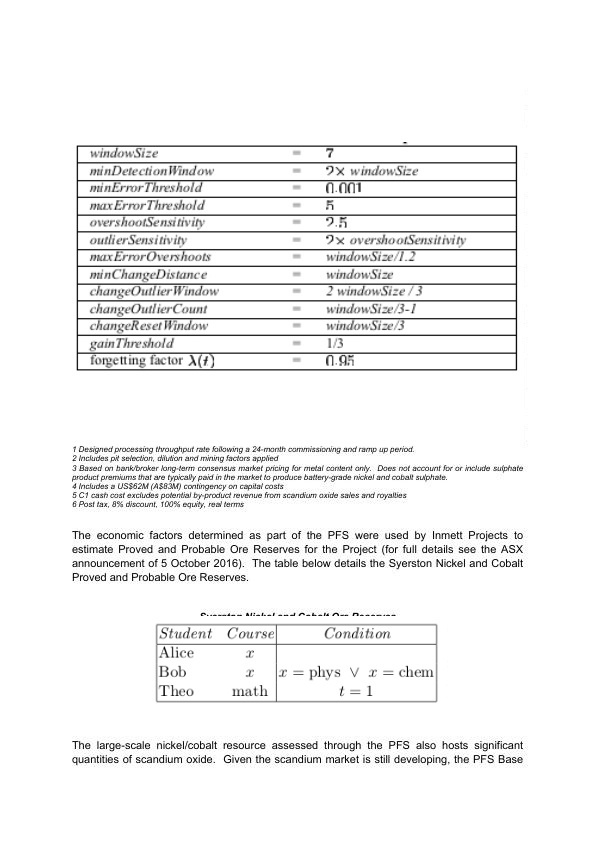 windowSize = 7
minDetectionWindow = 2× windowSize
minErrorThreshold = 0.001
maxErrorThreshold = 5
overshootSensitivity = 2.5
outlierSensitivity = 2× overshootSensitivity
maxErrorOvershoots = windowSize/1.2
minChangeDistance = windowSize
changeOutlierWindow = 2 windowSize / 3
changeOutlierCount = windowSize/3-1
changeResetWindow = windowSize/3
gainThreshold = 1/3
forgetting factor λ(t) = 0.95
1 Designed processing throughput rate following a 24-month commissioning and ramp up period.
2 Includes pit selection, dilution and mining factors applied
3 Based on bank/broker long-term consensus market pricing for metal content only. Does not account for or include sulphate
product premiums that are typically paid in the market to produce battery-grade nickel and cobalt sulphate.
4 Includes a US$62M (A$83M) contingency on capital costs
5 C1 cash cost excludes potential by-product revenue from scandium oxide sales and royalties
6 Post tax, 8% discount, 100% equity, real terms
The economic factors determined as part of the PFS were used by Inmett Projects to
estimate Proved and Probable Ore Reserves for the Project (for full details see the ASX
announcement of 5 October 2016). The table below details the Syerston Nickel and Cobalt
Proved and Probable Ore Reserves.
Syerston Nickel and Cobalt Ore Reserves
Student Course Condition
Alice x
Bob x x = phys ∨ x = chem
Theo math t = 1
The large-scale nickel/cobalt resource assessed through the PFS also hosts significant
quantities of scandium oxide. Given the scandium market is still developing, the PFS Base